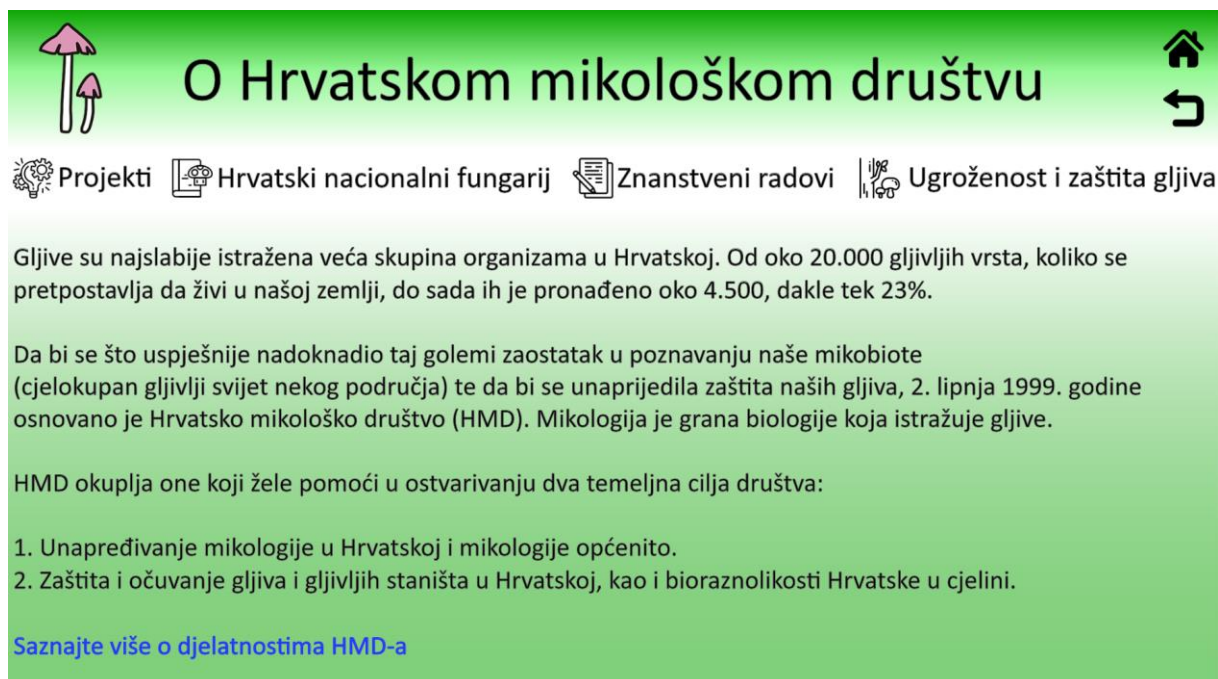 O Hrvatskom mikološkom društvu
Projekti Hrvatski nacionalni fungarij Znanstveni radovi Ugroženost i zaštita gljiva
Gljive su najslabije istražena veća skupina organizama u Hrvatskoj. Od oko 20.000 gljivljih vrsta, koliko se
pretpostavlja da živi u našoj zemlji, do sada ih je pronađeno oko 4.500, dakle tek 23%.
Da bi se što uspješnije nadoknadio taj golemi zaostatak u poznavanju naše mikobiote
(cjelokupan gljivlji svijet nekog područja) te da bi se unaprijedila zaštita naših gljiva, 2. lipnja 1999. godine
osnovano je Hrvatsko mikološko društvo (HMD). Mikologija je grana biologije koja istražuje gljive.
HMD okuplja one koji žele pomoći u ostvarivanju dva temeljna cilja društva:
1. Unapređivanje mikologije u Hrvatskoj i mikologije općenito.
2. Zaštita i očuvanje gljiva i gljivljih staništa u Hrvatskoj, kao i bioraznolikosti Hrvatske u cjelini.
Saznajte više o djelatnostima HMD-a